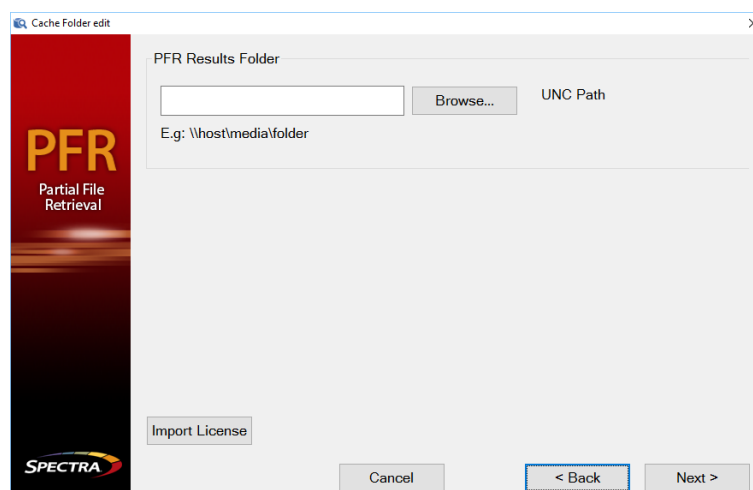 Cache Folder edit
PFR Results Folder
Browse...
UNC Path
E.g: \\host\media\folder
PFR
Partial File
Retrieval
Import License
SPECTRA
Cancel
< Back
Next >